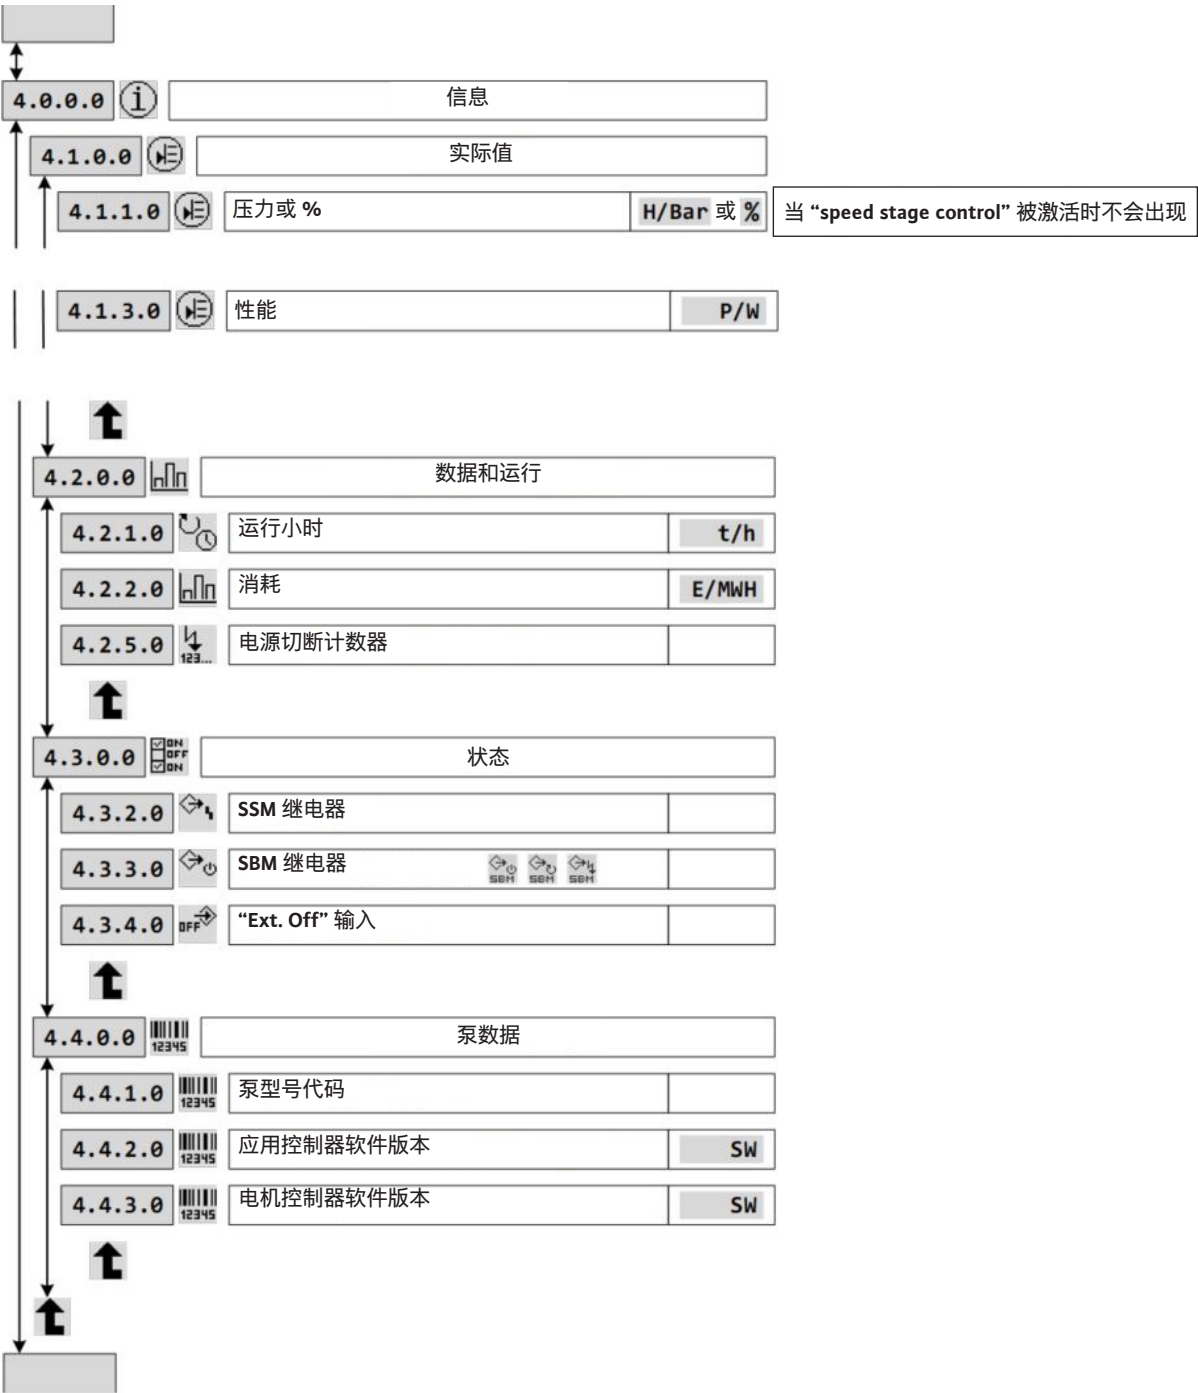 4.0.0.0 i 信息
4.1.0.0 实际值
4.1.1.0 压力或 % H/Bar 或 % 当 “speed stage control” 被激活时不会出现
4.1.3.0 性能 P/W
4.2.0.0 数据和运行
4.2.1.0 运行小时 t/h
4.2.2.0 消耗 E/MWH
4.2.5.0 123... 电源切断计数器
4.3.0.0 ON OFF ON 状态
4.3.2.0 SSM 继电器
4.3.3.0 SBM 继电器 SBM SBM SBM
4.3.4.0 OFF “Ext. Off” 输入
4.4.0.0 12345 泵数据
4.4.1.0 12345 泵型号代码
4.4.2.0 12345 应用控制器软件版本 SW
4.4.3.0 12345 电机控制器软件版本 SW